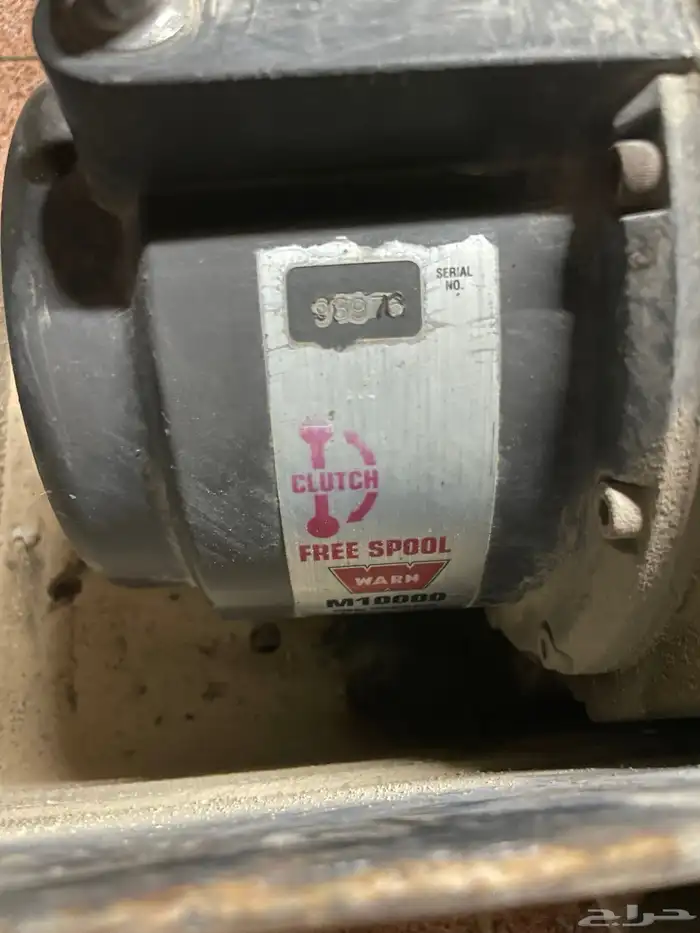 SERIAL
NO.
CLUTCH
FREE SPOOL
WARN
M10000
حراج